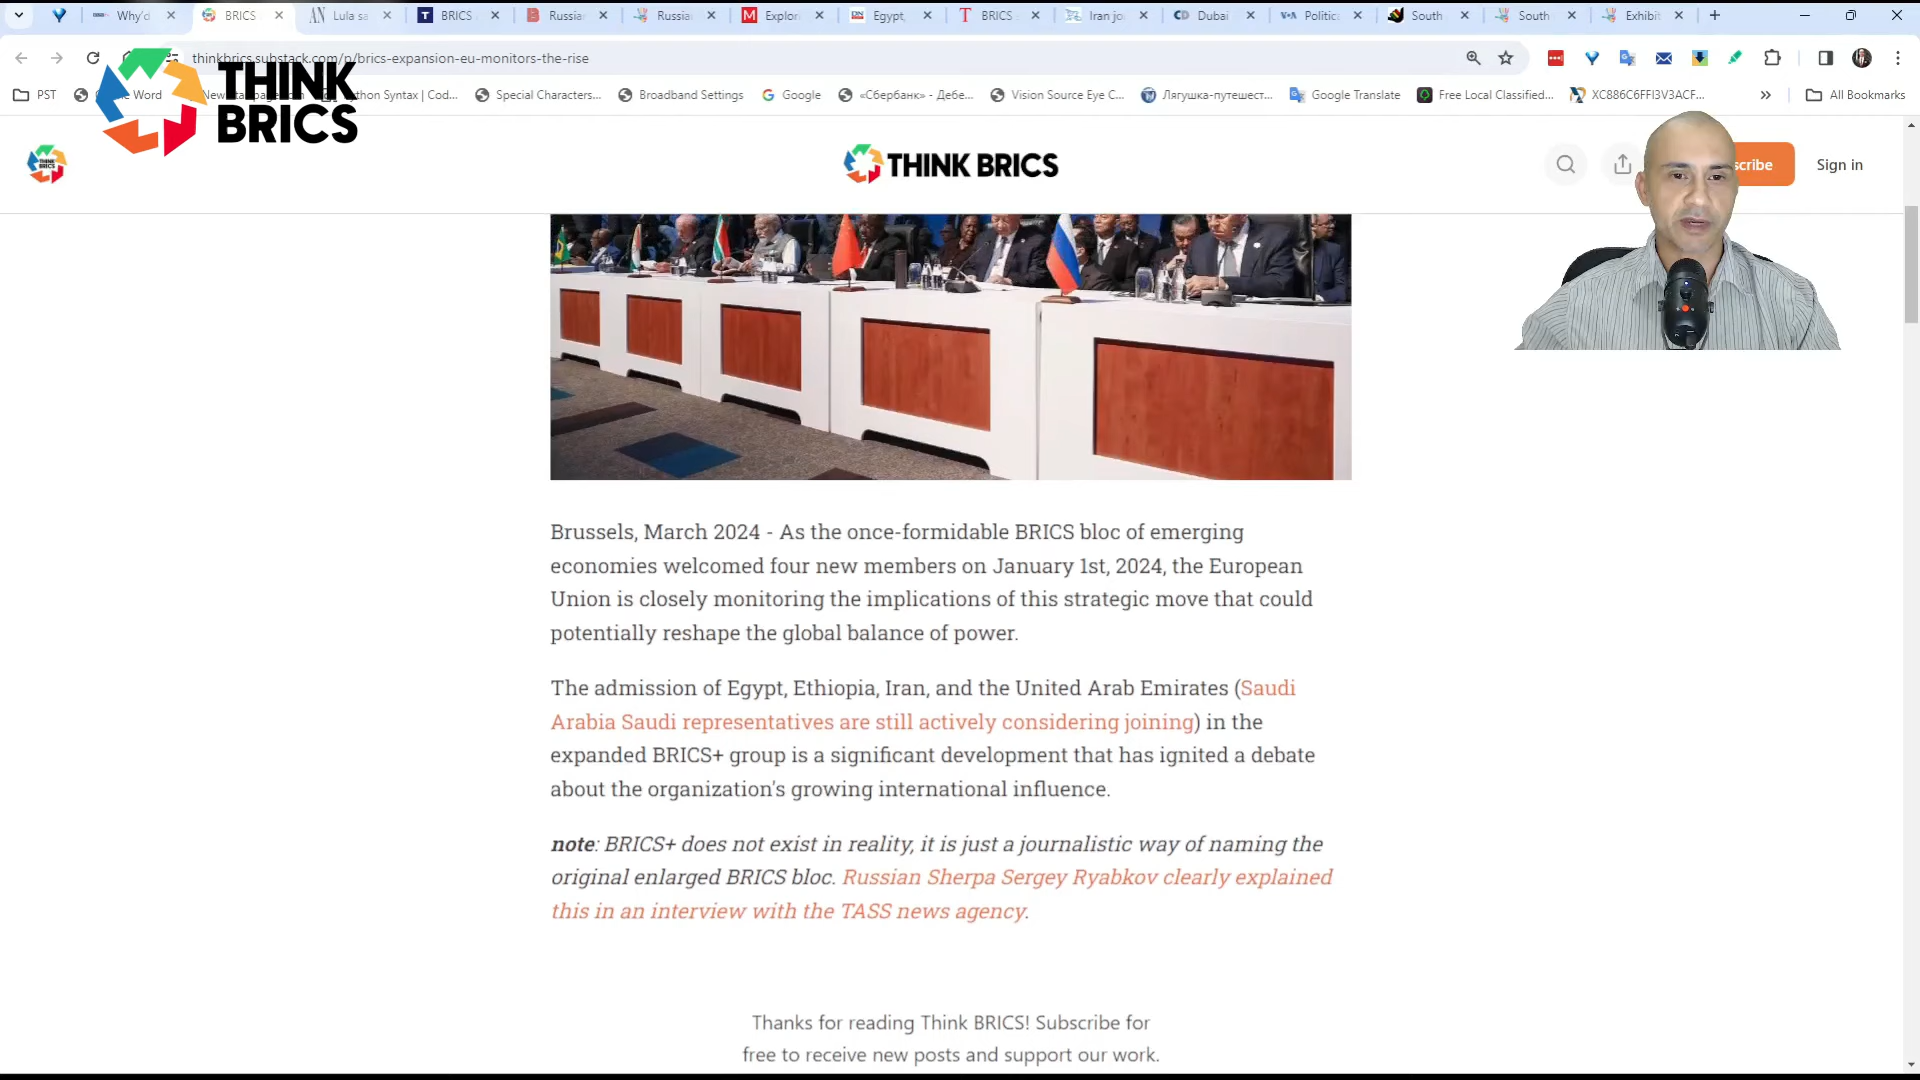 Why'd
BRICS
Lula sa
BRICS
Russia
Russia
Explor
Egypt,
BRICS
Iran jo
Dubai
Politic
South
South
Exhibit
thinkbrics.substack.com/p/brics-expansion-eu-monitors-the-rise
PST
Word
Python Syntax | Cod...
Special Characters...
Broadband Settings
Google
«Сбербанк» - Дебе...
Vision Source Eye C...
Лягушка-путешест...
Google Translate
Free Local Classified...
XC886C6FFI3V3ACF...
All Bookmarks
THINK
BRICS
THINK BRICS
scribe
Sign in
Brussels, March 2024 - As the once-formidable BRICS bloc of emerging
economies welcomed four new members on January 1st, 2024, the European
Union is closely monitoring the implications of this strategic move that could
potentially reshape the global balance of power.
The admission of Egypt, Ethiopia, Iran, and the United Arab Emirates (Saudi
Arabia Saudi representatives are still actively considering joining) in the
expanded BRICS+ group is a significant development that has ignited a debate
about the organization's growing international influence.
note: BRICS+ does not exist in reality, it is just a journalistic way of naming the
original enlarged BRICS bloc. Russian Sherpa Sergey Ryabkov clearly explained
this in an interview with the TASS news agency.
Thanks for reading Think BRICS! Subscribe for
free to receive new posts and support our work.